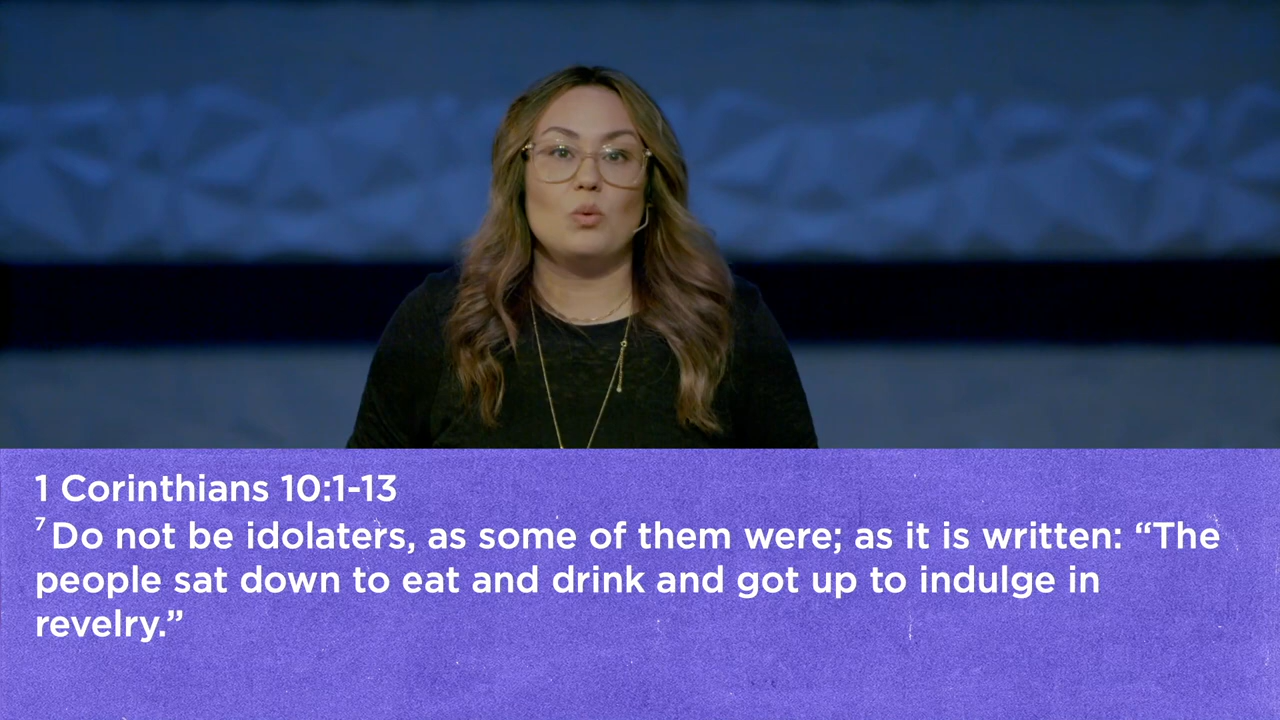 1 Corinthians 10:1-13
7 Do not be idolaters, as some of them were; as it is written: “The
people sat down to eat and drink and got up to indulge in
revelry.”